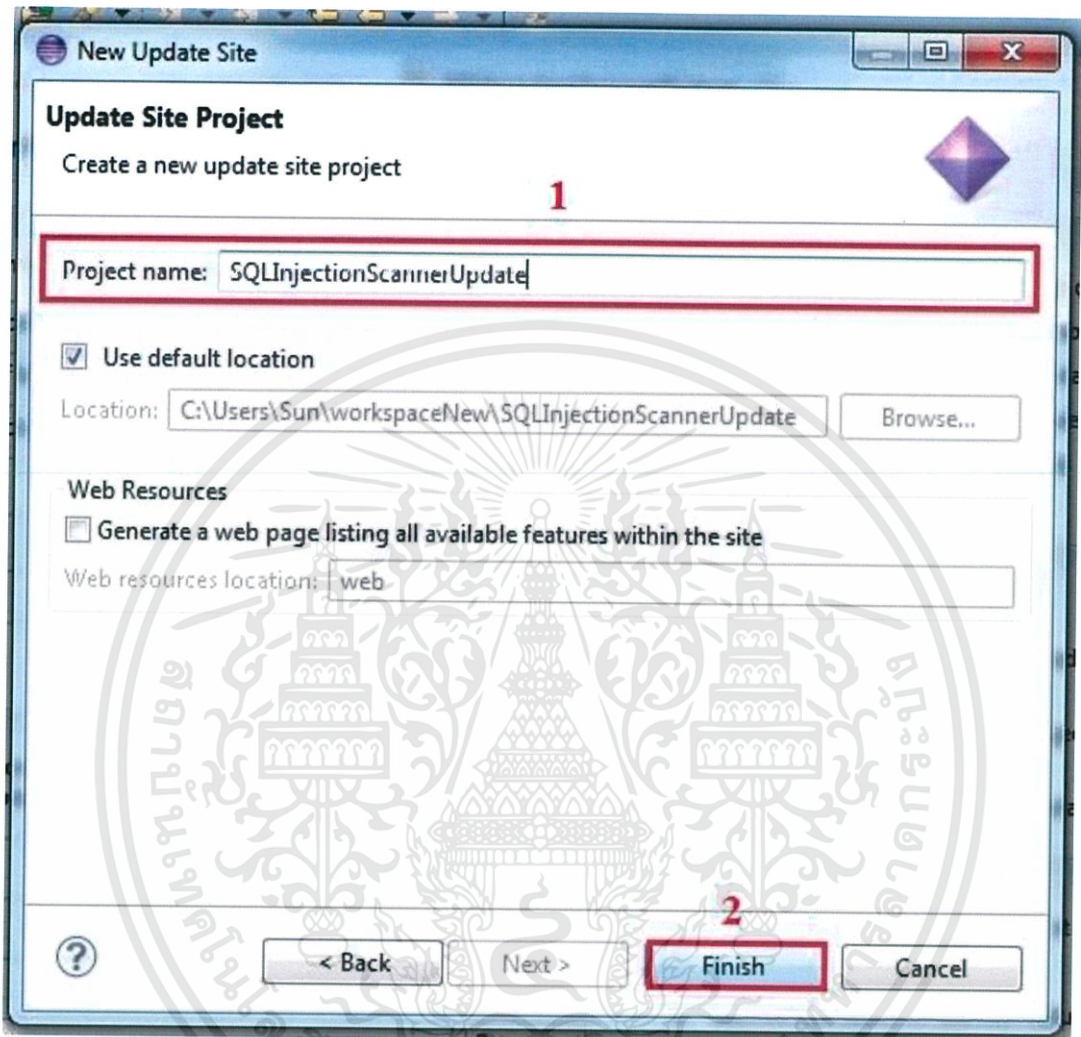 New Update Site
Update Site Project
Create a new update site project
1
Project name: SQLInjectionScannerUpdate
Use default location
Location: C:\Users\Sun\workspaceNew\SQLInjectionScannerUpdate Browse...
Web Resources
Generate a web page listing all available features within the site
Web resources location: web
2
? < Back Next > Finish Cancel